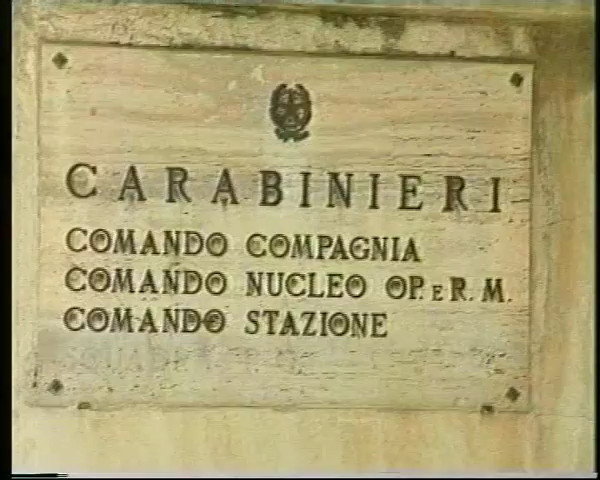 CARABINIERI
COMANDO COMPAGNIA
COMANDO NUCLEO OP. E R. M.
COMANDO STAZIONE